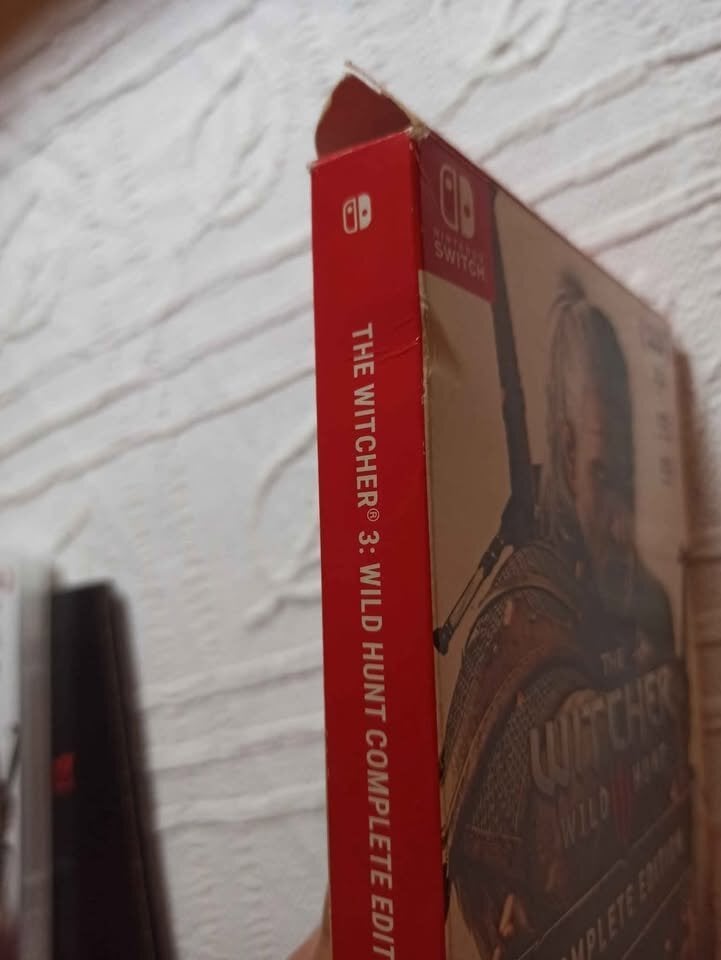 THE WITCHER® 3: WILD HUNT COMPLETE EDIT
NINTENDO
SWITCH
THE
WITCHER
WILD HUNT
COMPLETE EDITION